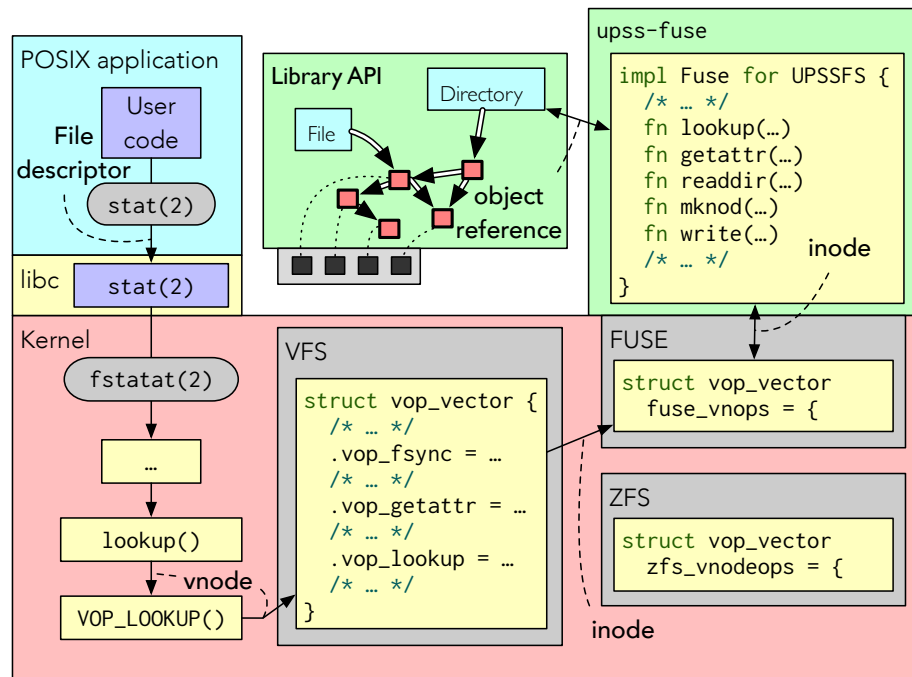 POSIX application
User
code
File
descriptor
stat(2)
libc
stat(2)
Library API
Directory
File
object
reference
upss-fuse
impl Fuse for UPSSFS {
/* … */
fn lookup(…)
fn getattr(…)
fn readdir(…)
fn mknod(…)
fn write(…)
/* … */
}
inode
Kernel
fstatat(2)
…
lookup()
vnode
VOP_LOOKUP()
VFS
struct vop_vector {
/* … */
.vop_fsync = …
/* … */
.vop_getattr = …
/* … */
.vop_lookup = …
/* … */
}
inode
FUSE
struct vop_vector
fuse_vnops = {
ZFS
struct vop_vector
zfs_vnodeops = {